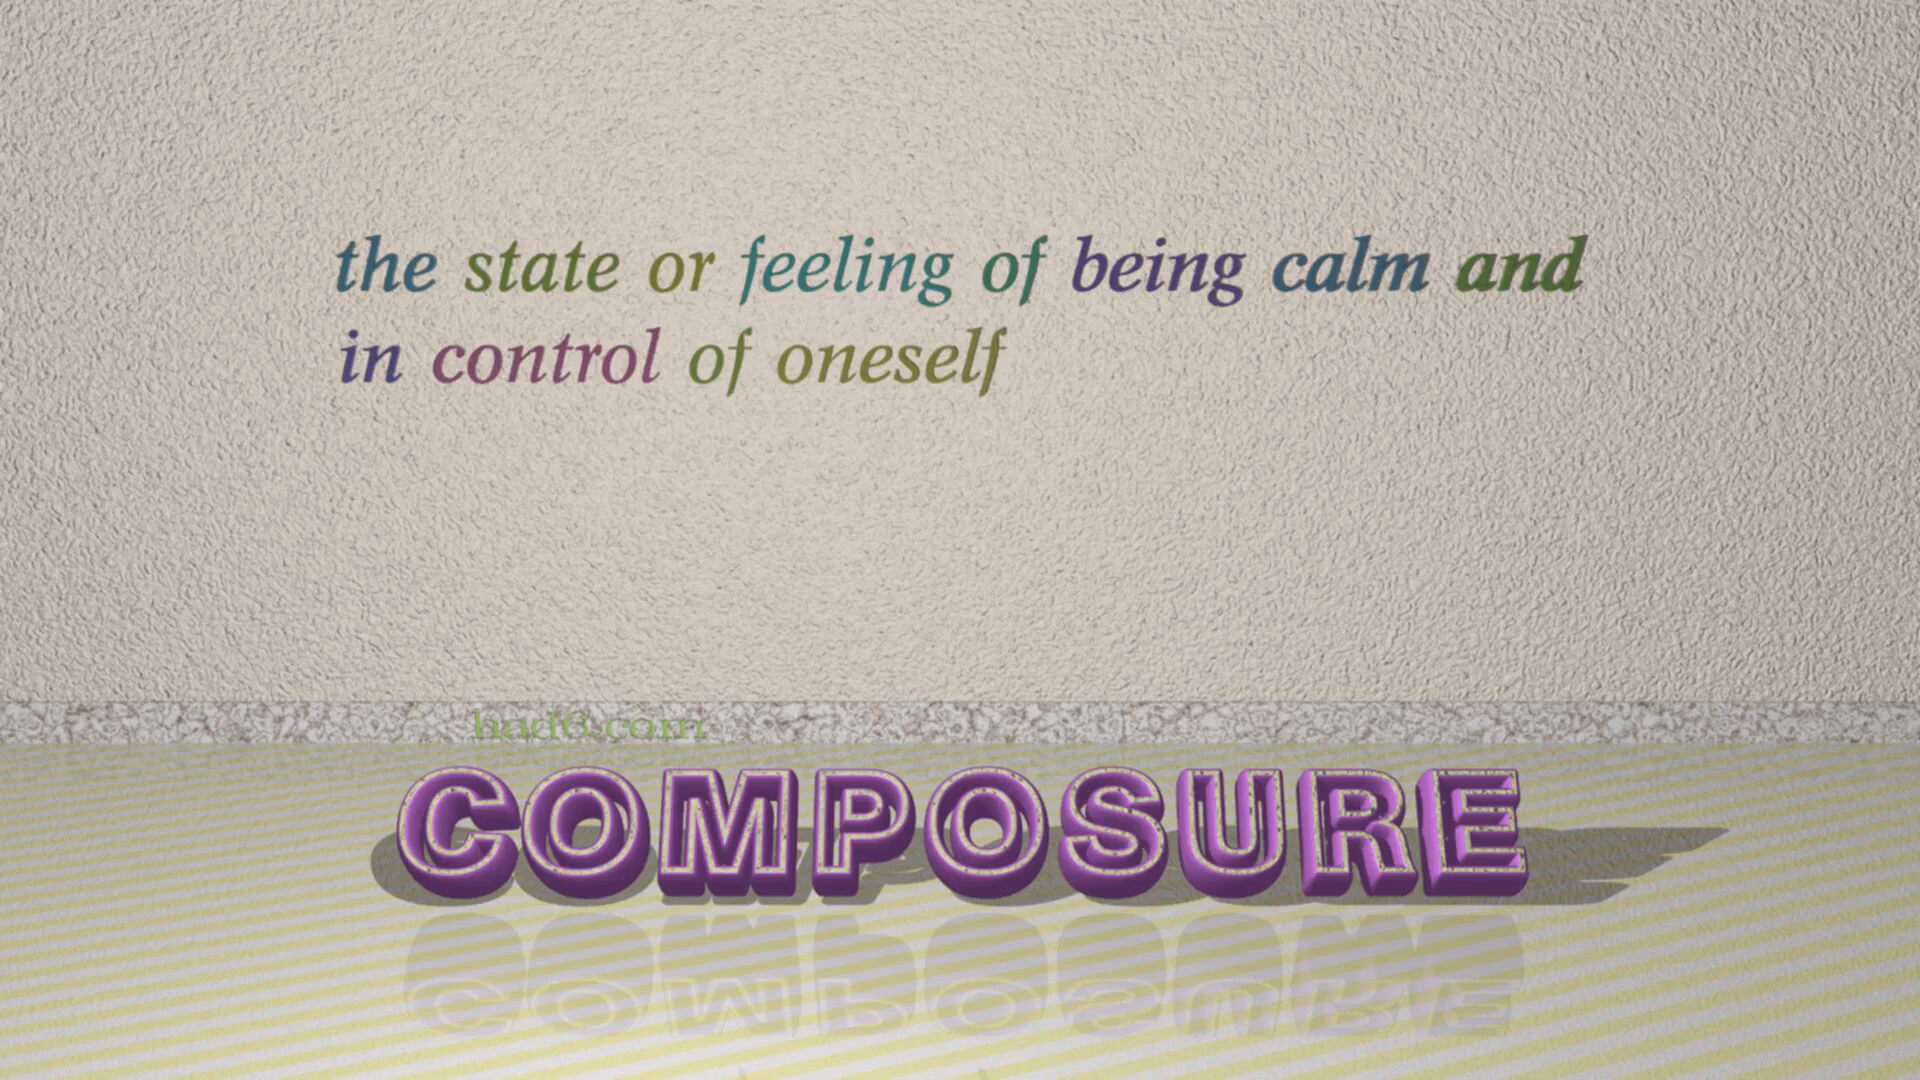 the state or feeling of being calm and
in control of oneself
had6.com
COMPOSURE